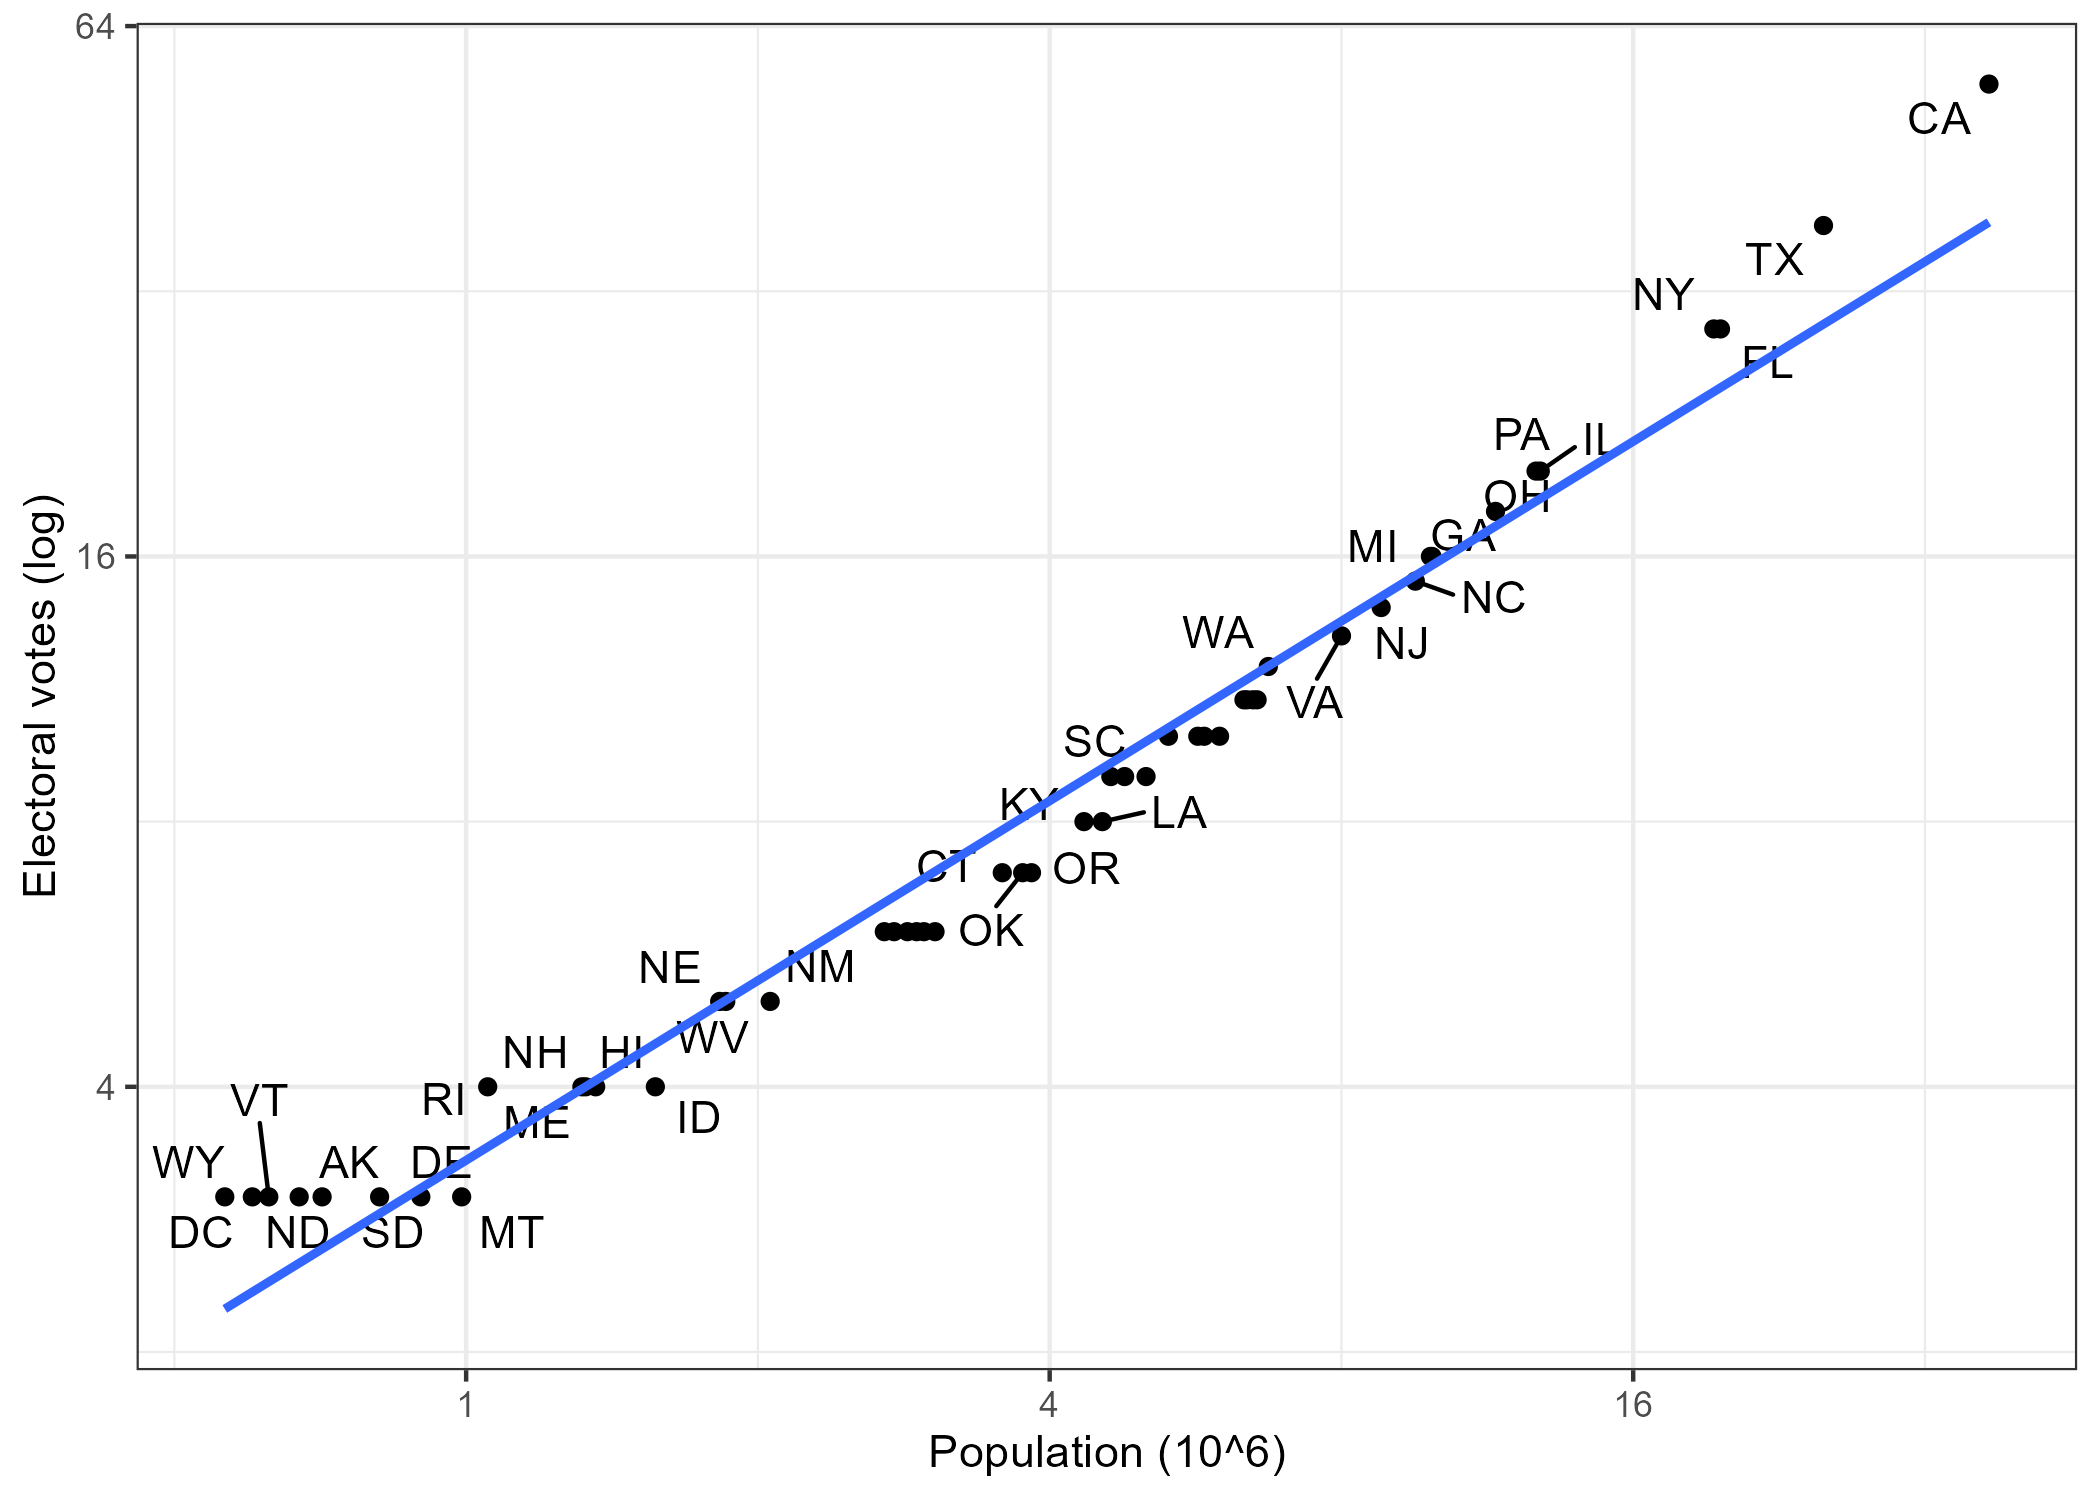 64
CA
TX
NY
FL
PA IL
OH
GA
MI
16
NC
WA
NJ
VA
SC
KY
LA
CT
OR
OK
NE
NM
WV
NH HI
4
RI
VT
ME
ID
WY
AK
DE
DC
ND
SD
MT
1
4
16
Population (10^6)
Electoral votes (log)